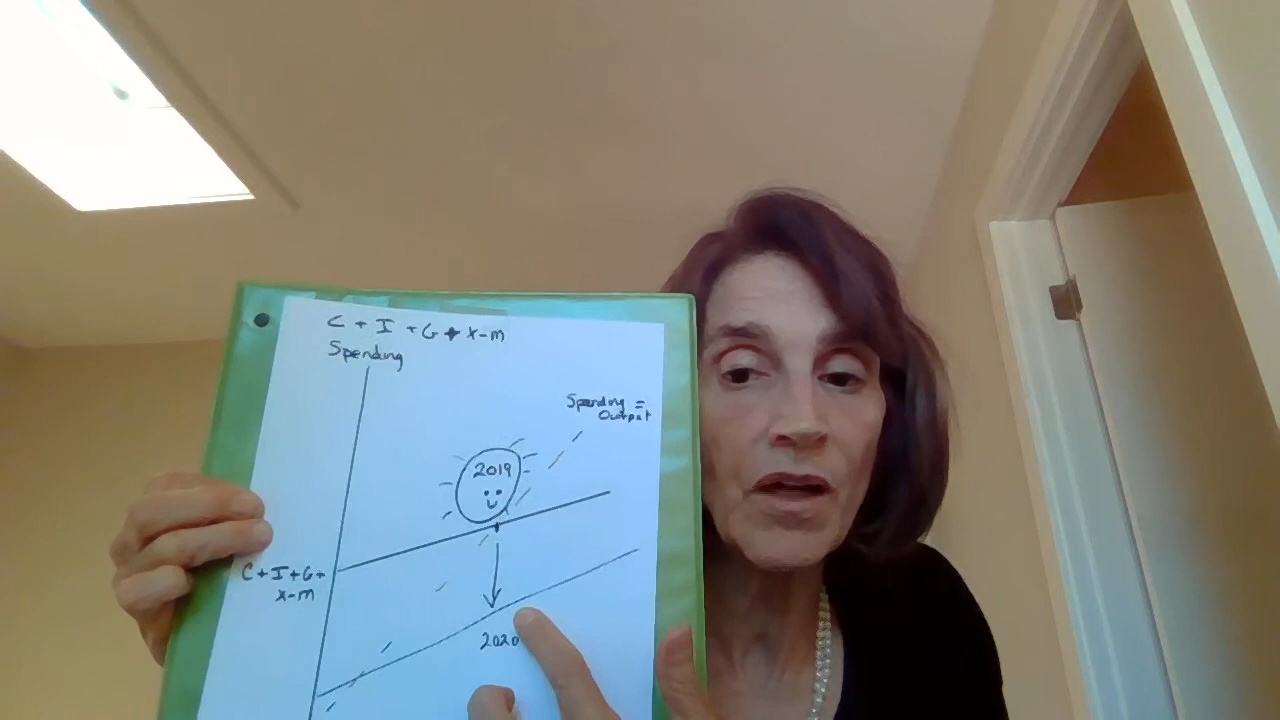 C + I + G + X - M
Spending
Spending =
Output
2019
C + I + G +
X - M
2020